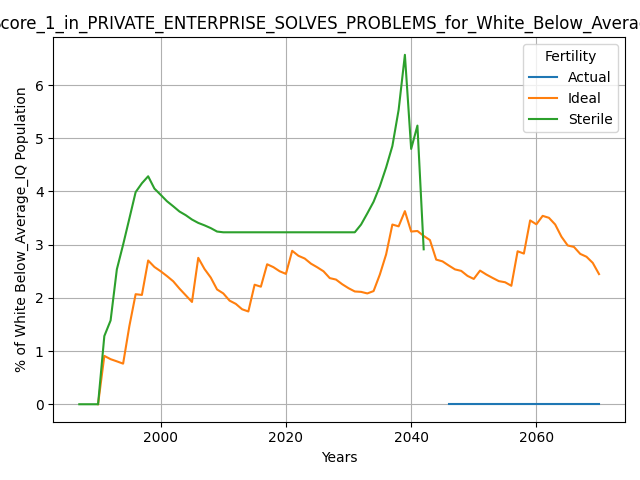 core_1_in_PRIVATE_ENTERPRISE_SOLVES_PROBLEMS_for_White_Below_Avera
Fertility
Actual
Ideal
Sterile
% of White Below_Average_IQ Population
6
5
4
3
2
1
0
2000 2020 2040 2060
Years